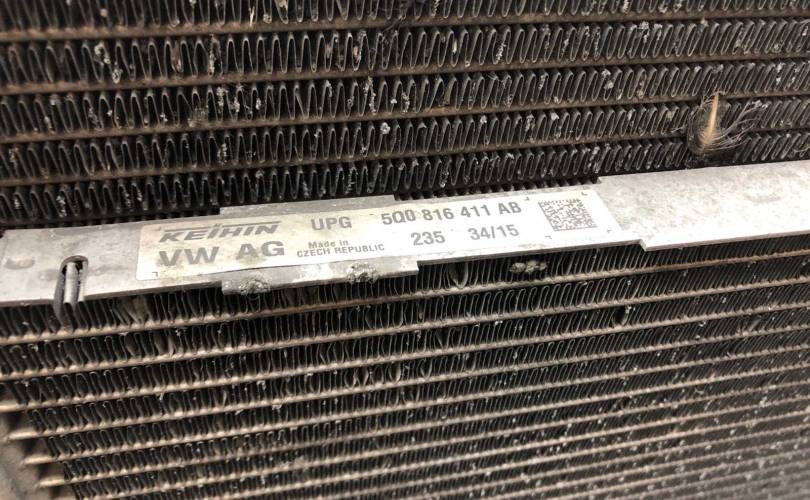 KEIHIN UPG 5Q0 816 411 AB
VW AG Made in CZECH REPUBLIC 235 34/15